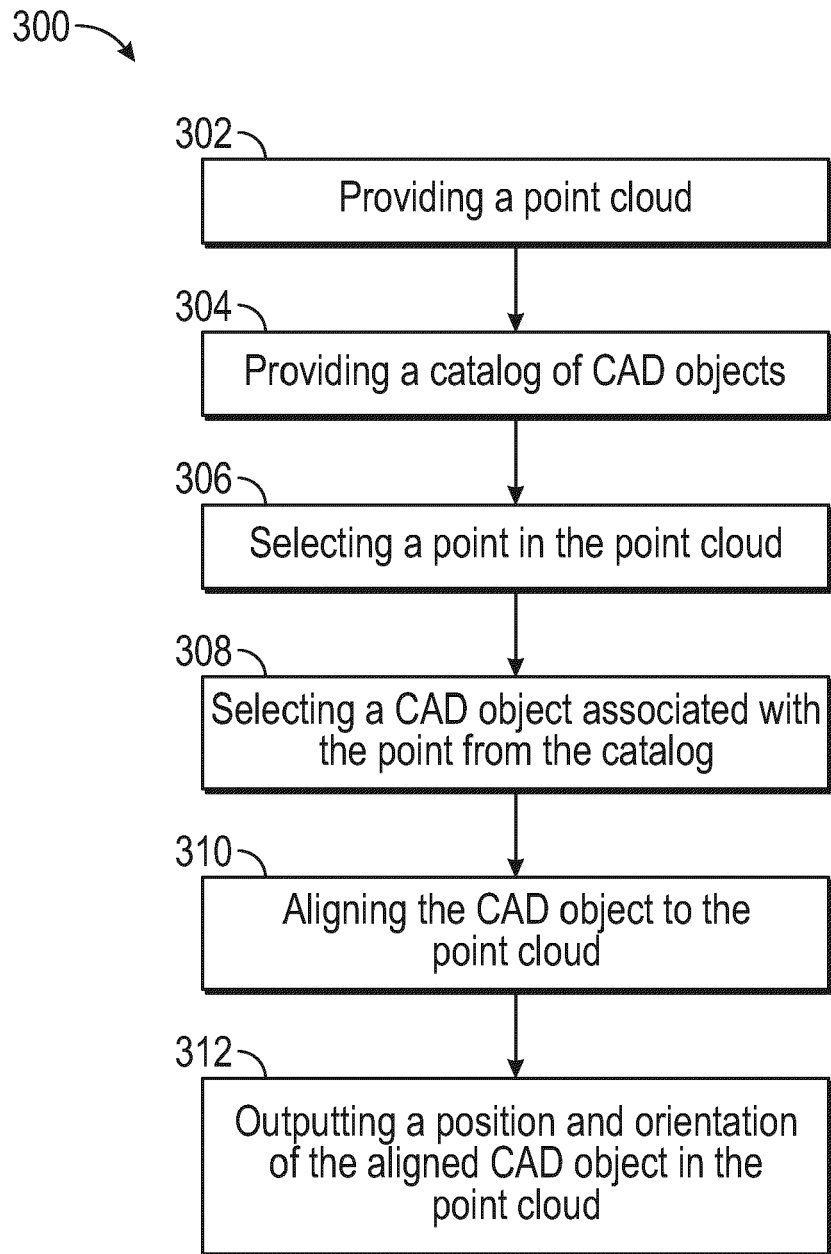 300
302
Providing a point cloud
304
Providing a catalog of CAD objects
306
Selecting a point in the point cloud
308
Selecting a CAD object associated with
the point from the catalog
310
Aligning the CAD object to the
point cloud
312
Outputting a position and orientation
of the aligned CAD object in the
point cloud